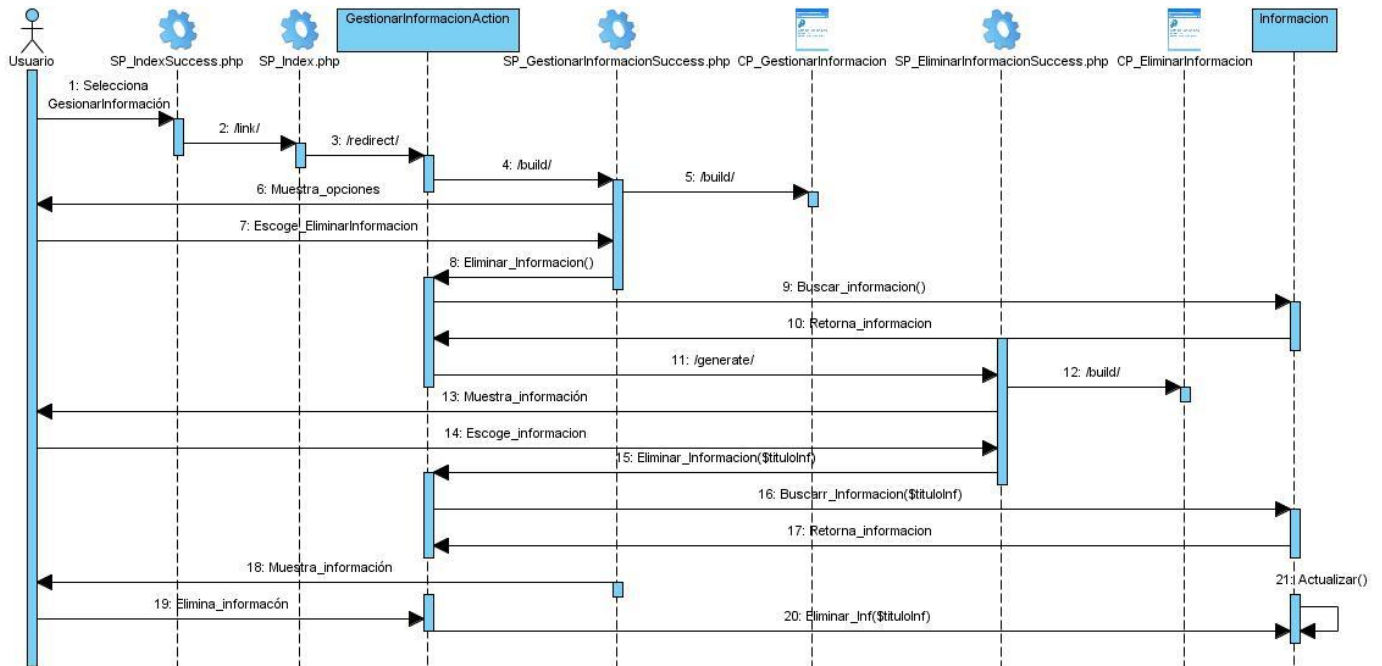 GestionarInformacionAction
Informacion
Usuario
SP_IndexSuccess.php
SP_Index.php
SP_GestionarInformacionSuccess.php
CP_GestionarInformacion
SP_EliminarInformacionSuccess.php
CP_EliminarInformacion
1: Selecciona
GesionarInformación
2: /link/
3: /redirect/
4: /build/
5: /build/
6: Muestra_opciones
7: Escoge_EliminarInformacion
8: Eliminar_Informacion()
9: Buscar_informacion()
10: Retorna_informacion
11: /generate/
12: /build/
13: Muestra_información
14: Escoge_informacion
15: Eliminar_Informacion($tituloInf)
16: Buscarr_Informacion($tituloInf)
17: Retorna_informacion
18: Muestra_información
21: Actualizar()
19: Elimina_informacón
20: Eliminar_Inf($tituloInf)